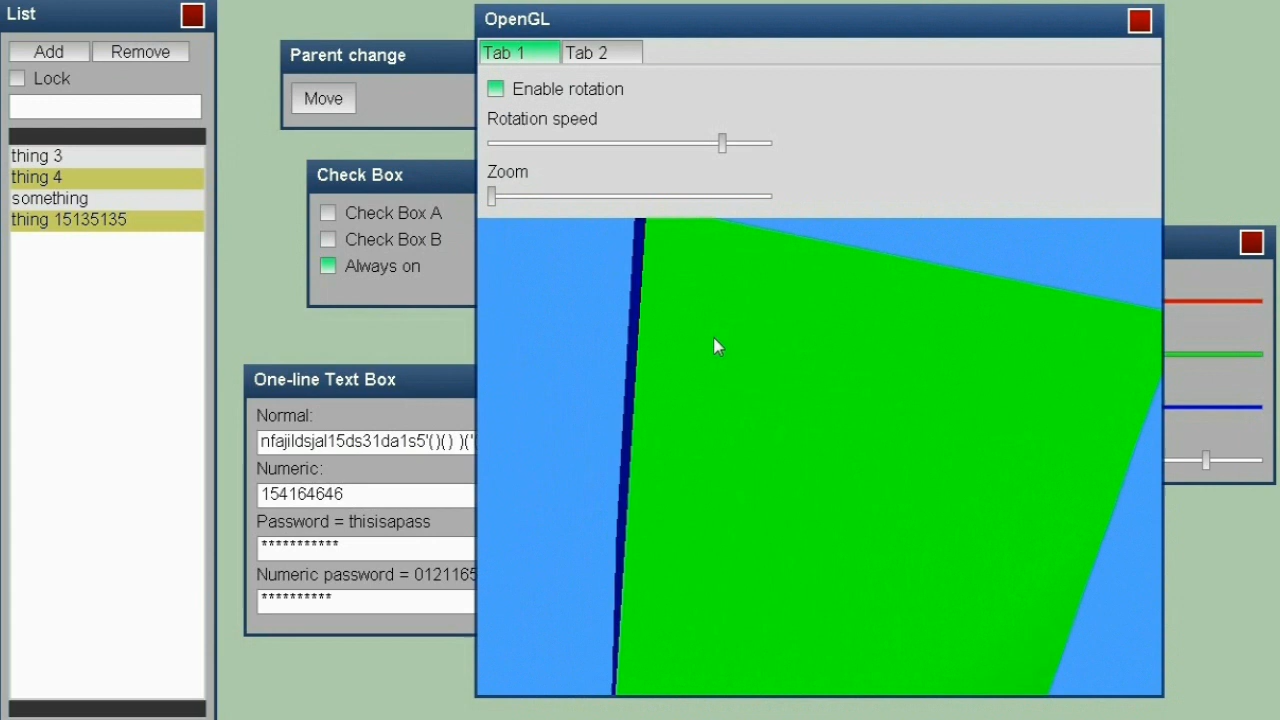 List
Add
Remove
Lock
thing 3
thing 4
something
thing 15135135
Parent change
Move
Check Box
Check Box A
Check Box B
Always on
One-line Text Box
Normal:
nfajildsjal15ds31da1s5'()() )('
Numeric:
154164646
Password = thisisapass
***********
Numeric password = 0121165
**********
OpenGL
Tab 1
Tab 2
Enable rotation
Rotation speed
Zoom